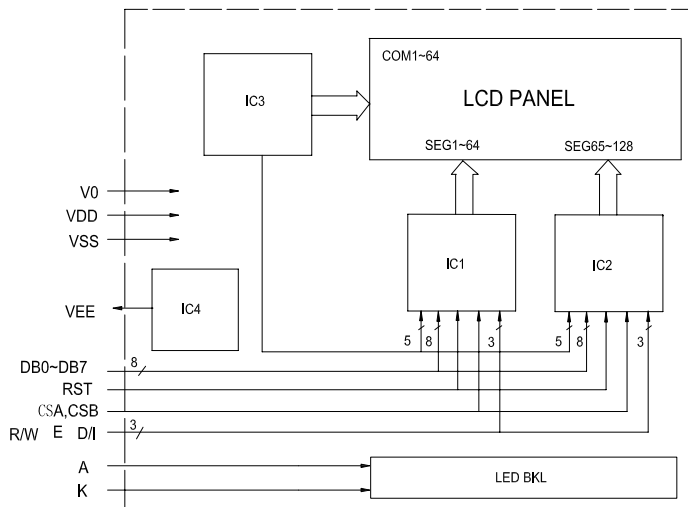 COM1~64
IC3
LCD PANEL
SEG1~64
SEG65~128
V0
VDD
VSS
IC1
IC2
IC4
VEE
5
8
3
5
8
3
DB0~DB7
8
RST
CSA,CSB
R/W E D/I
3
A
K
LED BKL